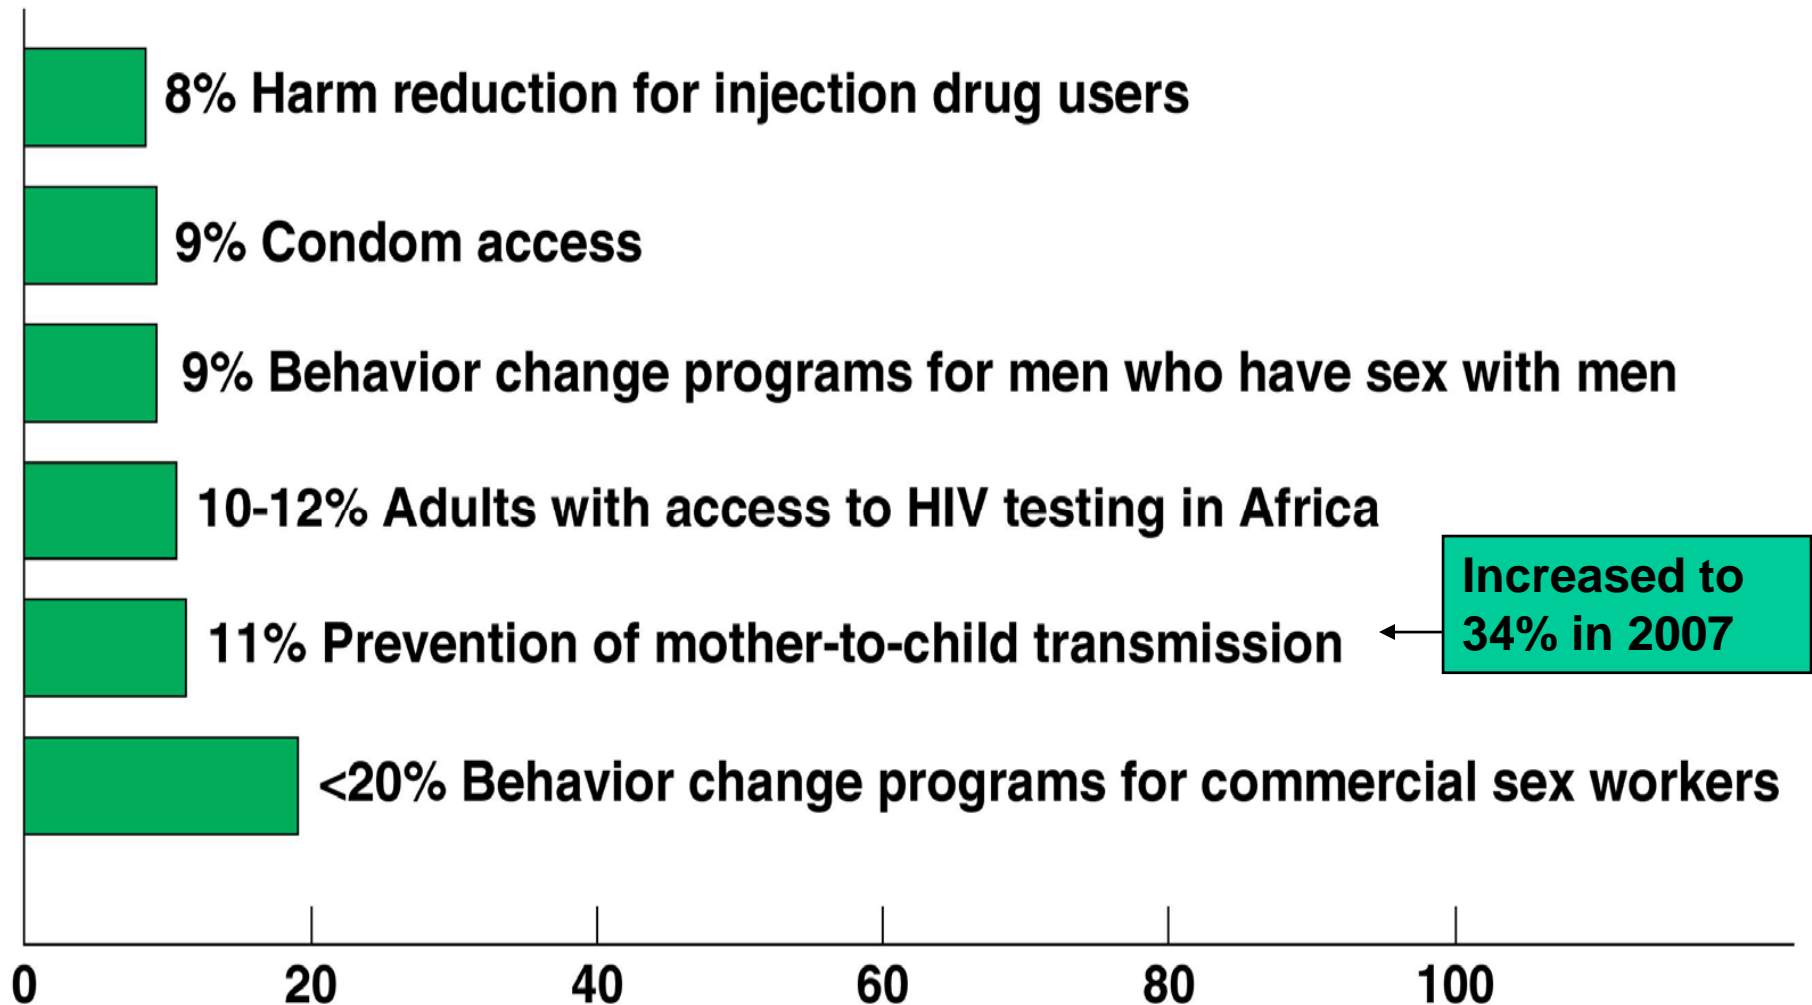 8% Harm reduction for injection drug users
9% Condom access
9% Behavior change programs for men who have sex with men
10-12% Adults with access to HIV testing in Africa
Increased to
34% in 2007
11% Prevention of mother-to-child transmission
<20% Behavior change programs for commercial sex workers
0 20 40 60 80 100